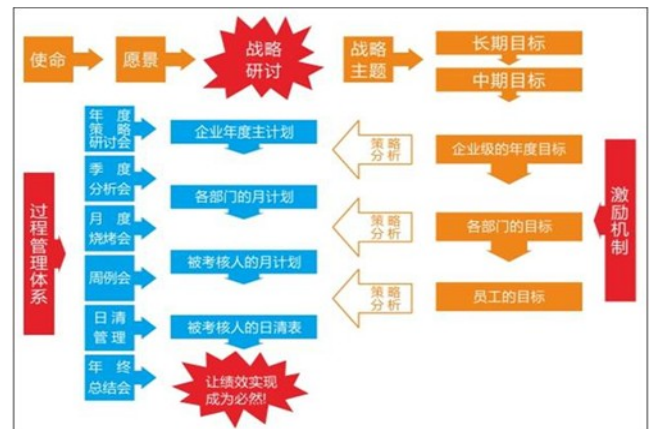 使命
愿景
战略
研讨
战略
主题
长期目标
中期目标
年度
策略
研讨会
企业年度主计划
策略
分析
企业级的年度目标
季度
分析会
各部门的月计划
过程管理体系
激励机制
月度
烧烤会
策略
分析
各部门的目标
周例会
被考核人的月计划
策略
分析
员工的目标
日清
管理
被考核人的日清表
年终
总结会
让绩效实现
成为必然!